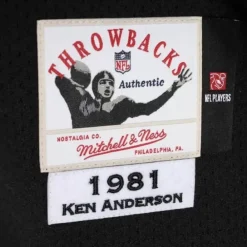 THROWBACKS
NFL
Authentic
NFL PLAYERS
NOSTALGIA CO.
Mitchell & Ness
PHILADELPHIA, PA.
1981
KEN ANDERSON